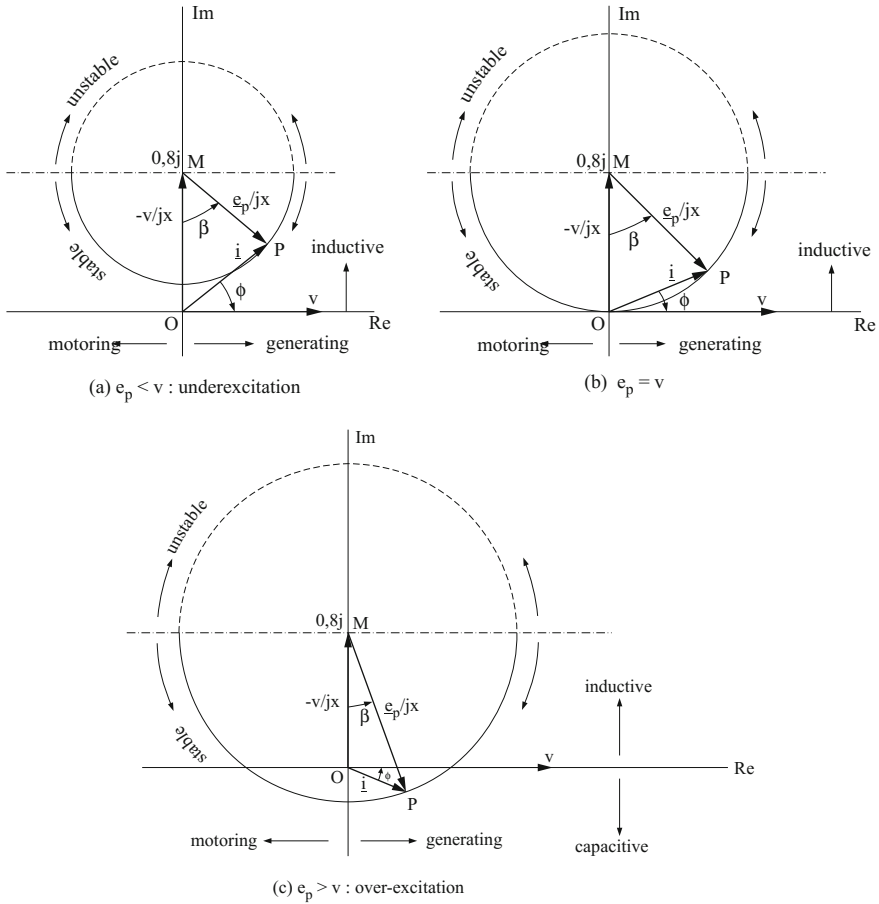 Im
unstable
0,8j M
-v/jx
e_p/jx
β
i
P
stable
inductive
ϕ
v
O
Re
motoring
generating
(a) e_p < v : underexcitation
Im
unstable
0,8j M
-v/jx
e_p/jx
β
i
P
stable
inductive
ϕ
v
O
Re
motoring
generating
(b) e_p = v
Im
unstable
0,8j M
-v/jx
e_p/jx
β
inductive
stable
v
Re
O
ϕ
i
P
motoring
generating
capacitive
(c) e_p > v : over-excitation